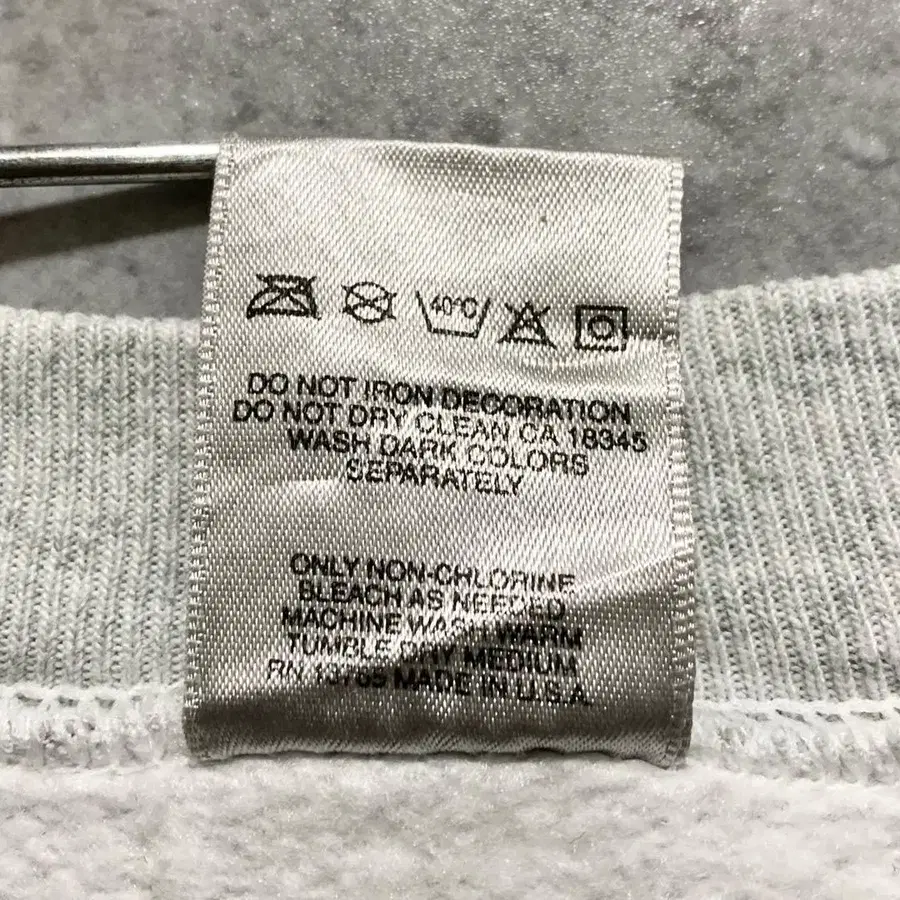 40°C
DO NOT IRON DECORATION
DO NOT DRY CLEAN CA 18345
WASH DARK COLORS
SEPARATELY
ONLY NON-CHLORINE
BLEACH AS NEEDED
MACHINE WASH WARM
TUMBLE DRY MEDIUM
RN 13765 MADE IN U.S.A